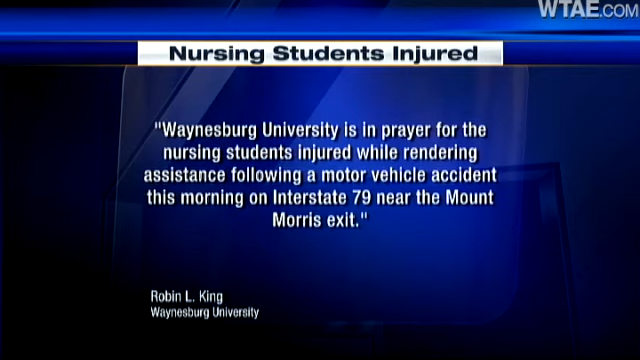 WTAE.COM
Nursing Students Injured
"Waynesburg University is in prayer for the
nursing students injured while rendering
assistance following a motor vehicle accident
this morning on Interstate 79 near the Mount
Morris exit."
Robin L. King
Waynesburg University